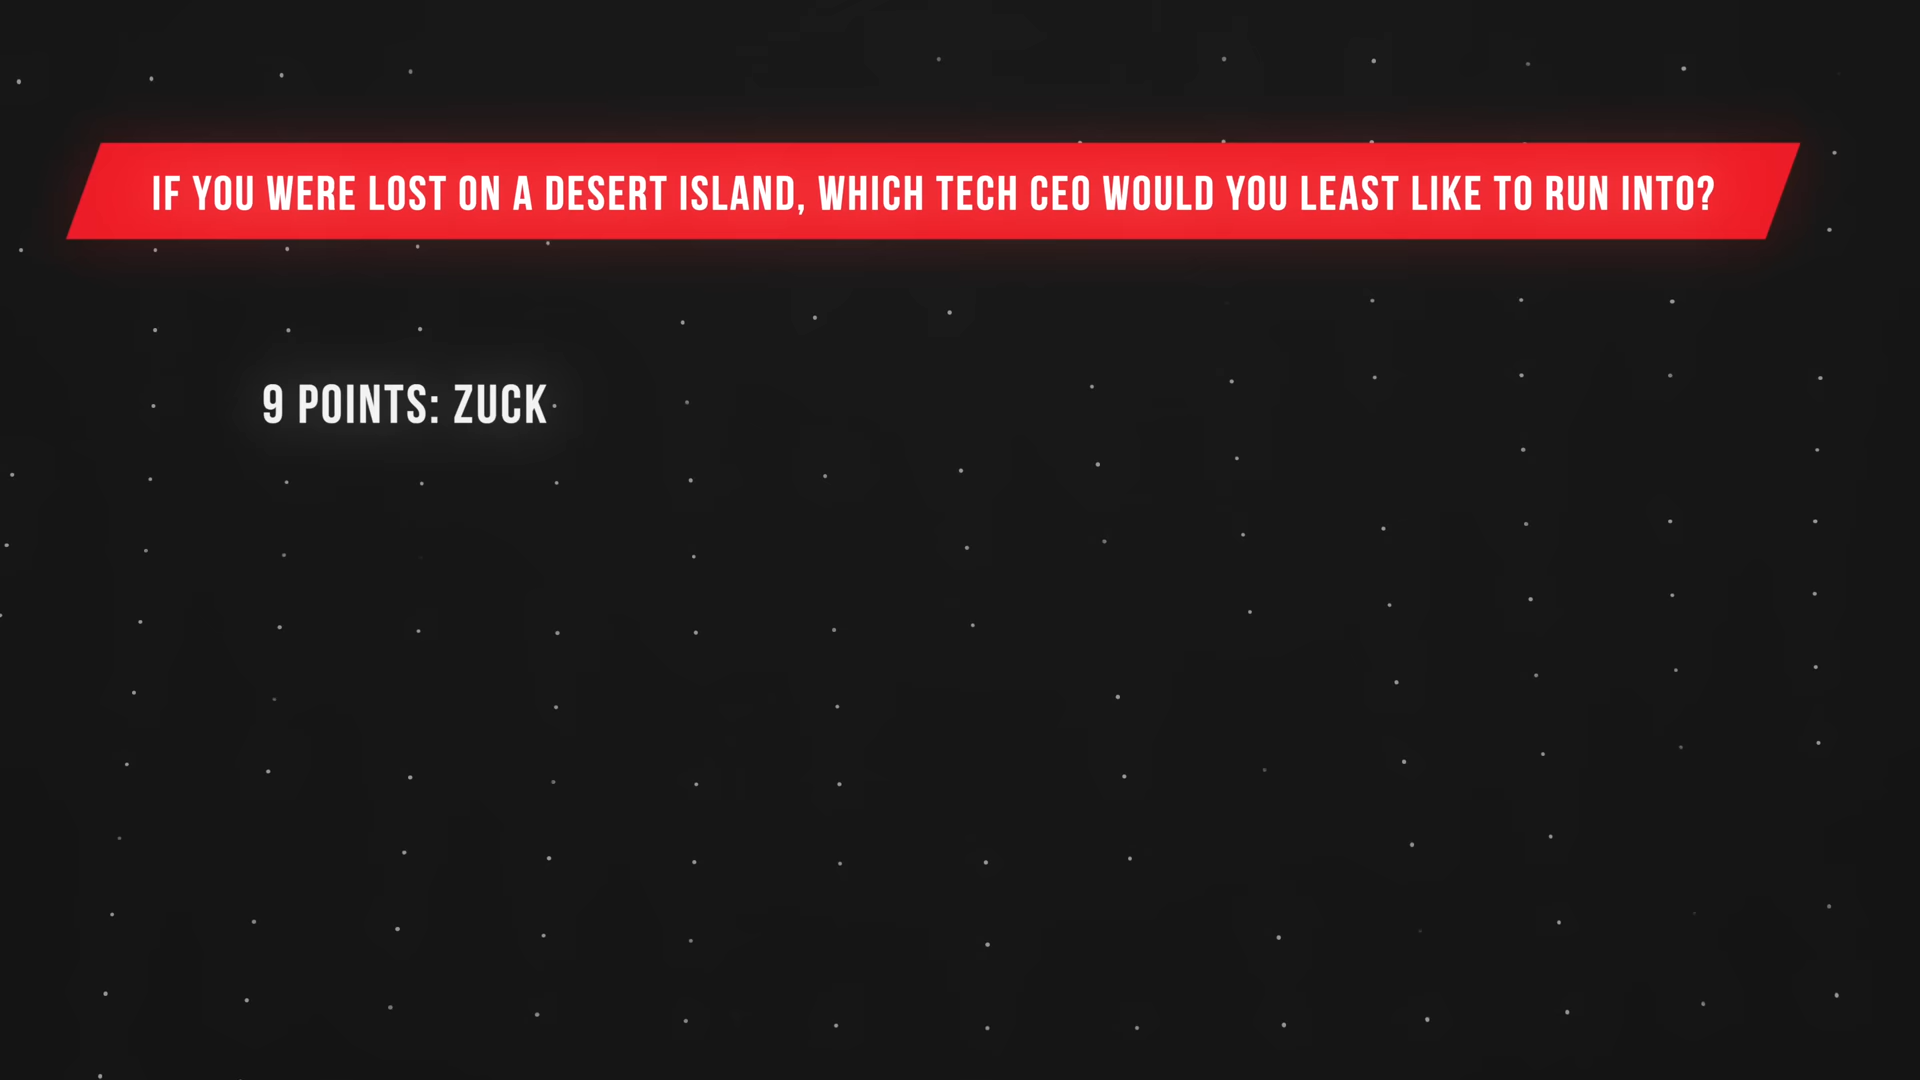 IF YOU WERE LOST ON A DESERT ISLAND, WHICH TECH CEO WOULD YOU LEAST LIKE TO RUN INTO?
9 POINTS: ZUCK